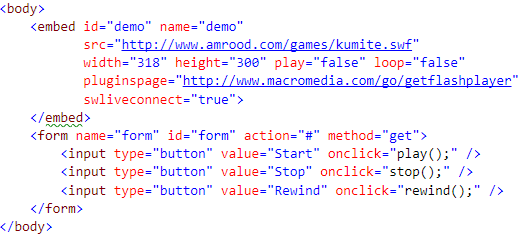 <body>
    <embed id="demo" name="demo"
           src="http://www.amrood.com/games/kumite.swf"
           width="318" height="300" play="false" loop="false"
           pluginspage="http://www.macromedia.com/go/getflashplayer"
           swliveconnect="true">
    </embed>
    <form name="form" id="form" action="#" method="get">
        <input type="button" value="Start" onclick="play();" />
        <input type="button" value="Stop" onclick="stop();" />
        <input type="button" value="Rewind" onclick="rewind();" />
    </form>
</body>